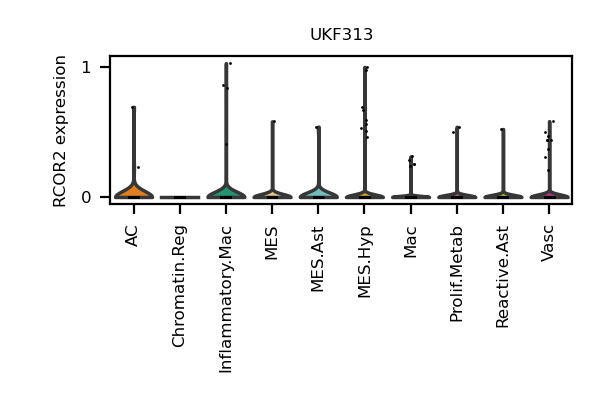 UKF313
RCOR2 expression
1
0
AC
Chromatin.Reg
Inflammatory.Mac
MES
MES.Ast
MES.Hyp
Mac
Prolif.Metab
Reactive.Ast
Vasc